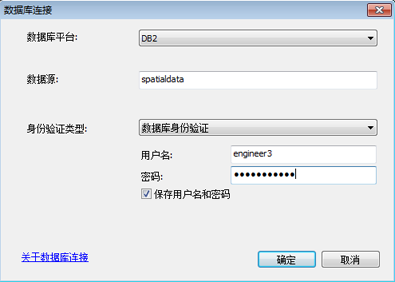 数据库连接
数据库平台: DB2
数据源: spatialdata
身份验证类型: 数据库身份验证
用户名: engineer3
密码: ●●●●●●●●●●●
保存用户名和密码
关于数据库连接 确定 取消